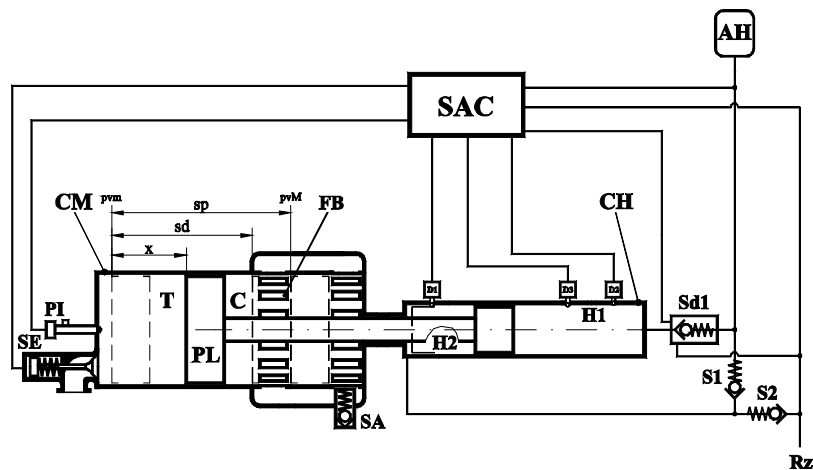 AH
SAC
CM pvm sp pvM FB CH
sd
x
D1 D3 D2
PI T C H1 Sd1
SE PL H2
S1 S2
SA
Rz